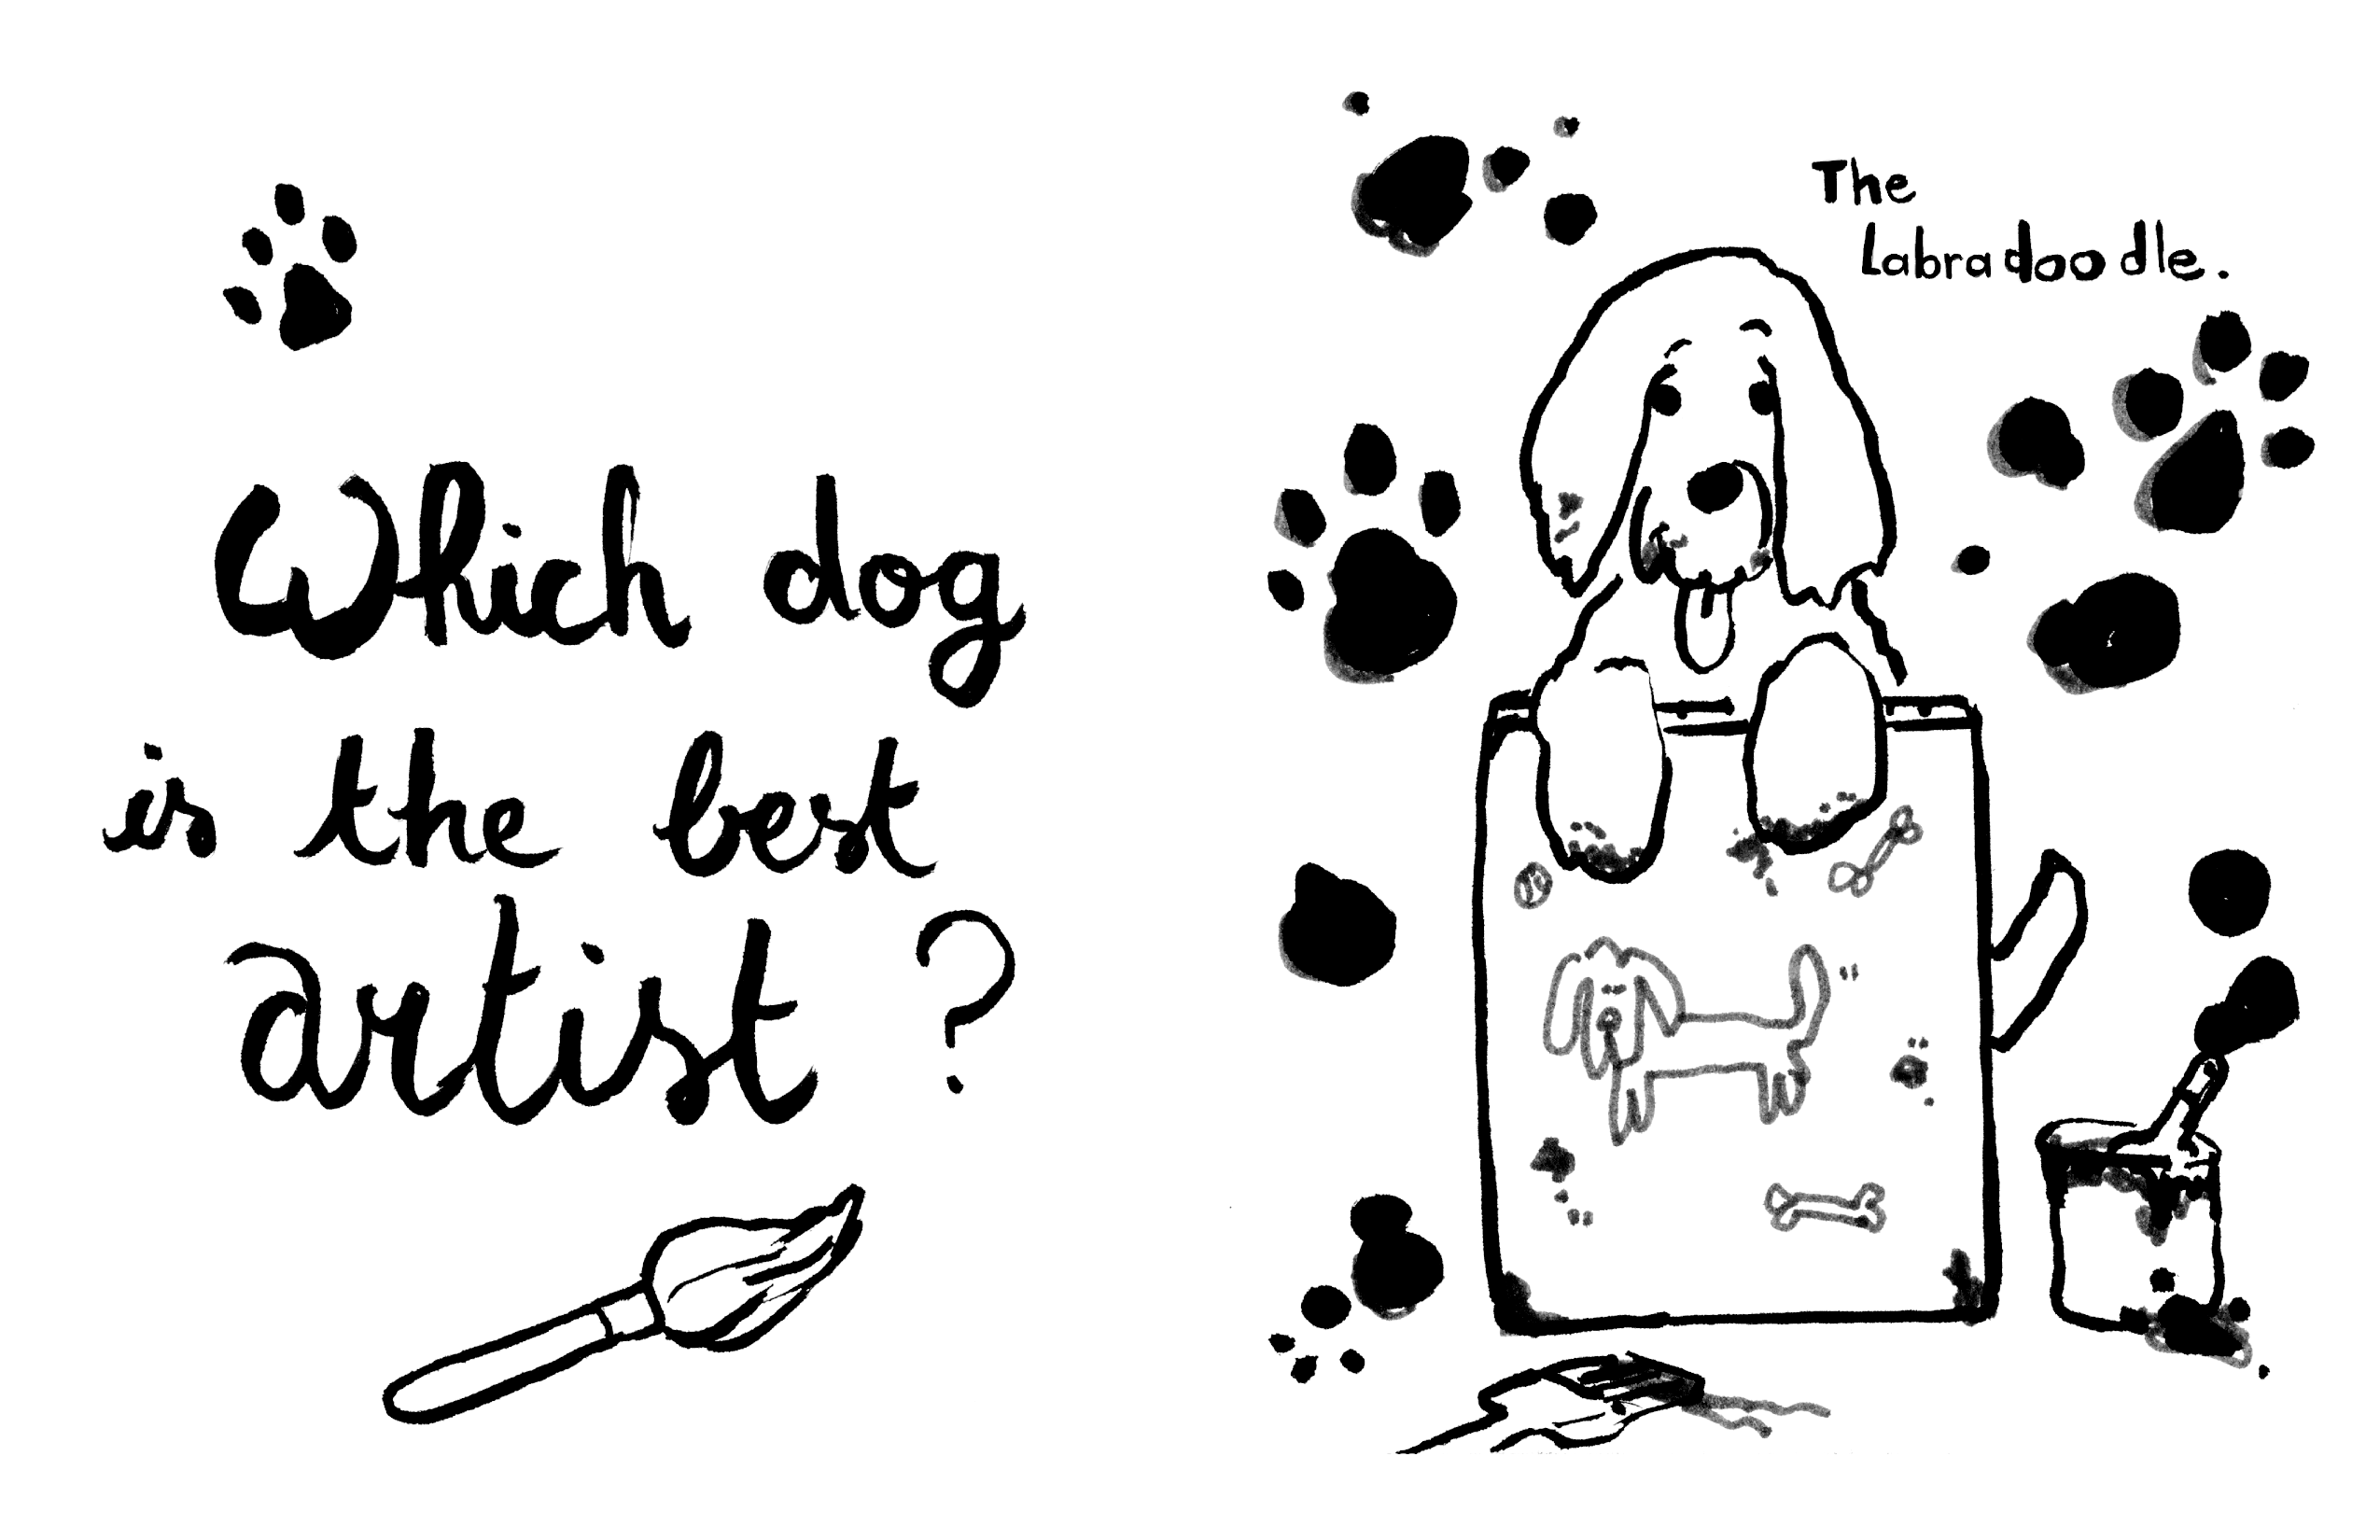 Which dog
is the best
artist ?
The
Labradoodle.